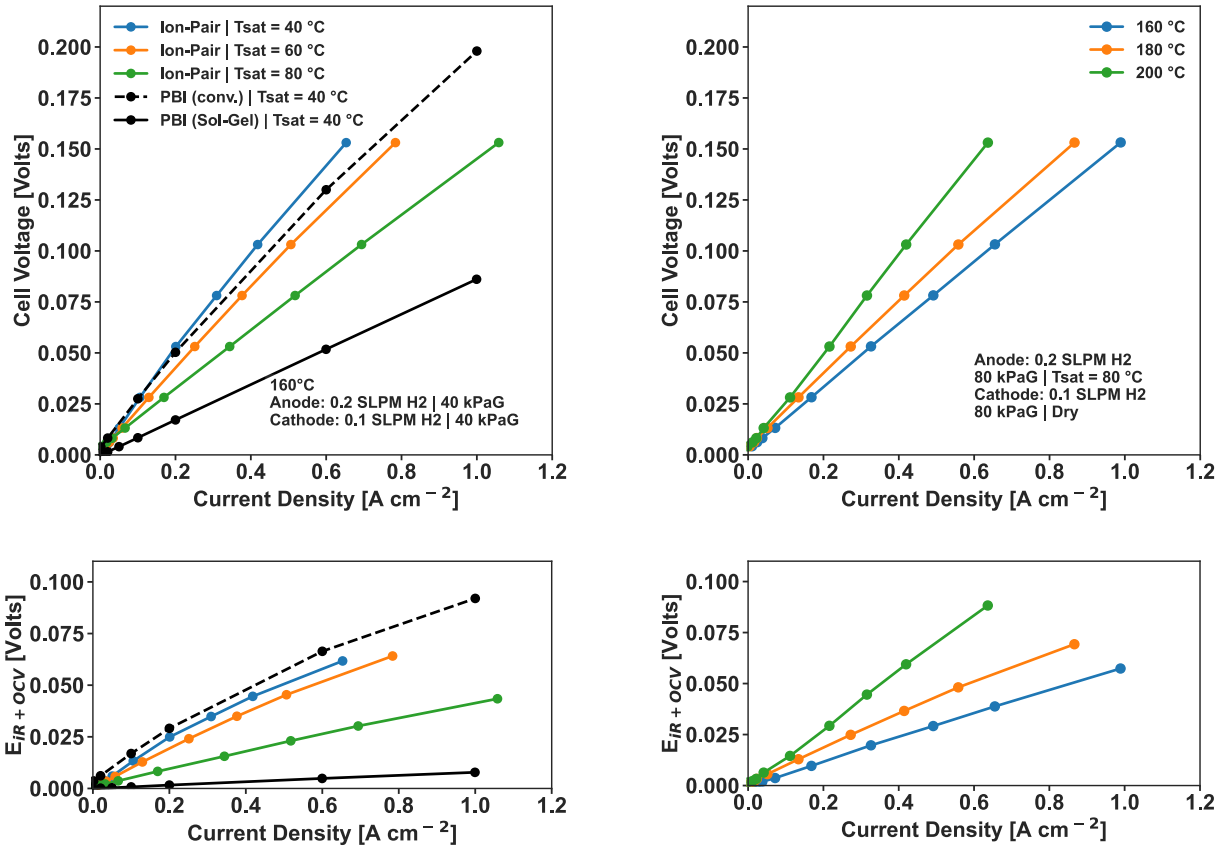 Ion-Pair | Tsat = 40 °C
Ion-Pair | Tsat = 60 °C
Ion-Pair | Tsat = 80 °C
PBI (conv.) | Tsat = 40 °C
PBI (Sol-Gel) | Tsat = 40 °C
Cell Voltage [Volts]
0.200
0.175
0.150
0.125
0.100
0.075
0.050
0.025
0.000
160°C
Anode: 0.2 SLPM H2 | 40 kPaG
Cathode: 0.1 SLPM H2 | 40 kPaG
0.0 0.2 0.4 0.6 0.8 1.0 1.2
Current Density [A cm⁻²]
160 °C
180 °C
200 °C
Cell Voltage [Volts]
0.200
0.175
0.150
0.125
0.100
0.075
0.050
0.025
0.000
Anode: 0.2 SLPM H2
80 kPaG | Tsat = 80 °C
Cathode: 0.1 SLPM H2
80 kPaG | Dry
0.0 0.2 0.4 0.6 0.8 1.0 1.2
Current Density [A cm⁻²]
E_{iR + OCV} [Volts]
0.100
0.075
0.050
0.025
0.000
0.0 0.2 0.4 0.6 0.8 1.0 1.2
Current Density [A cm⁻²]
E_{iR + OCV} [Volts]
0.100
0.075
0.050
0.025
0.000
0.0 0.2 0.4 0.6 0.8 1.0 1.2
Current Density [A cm⁻²]